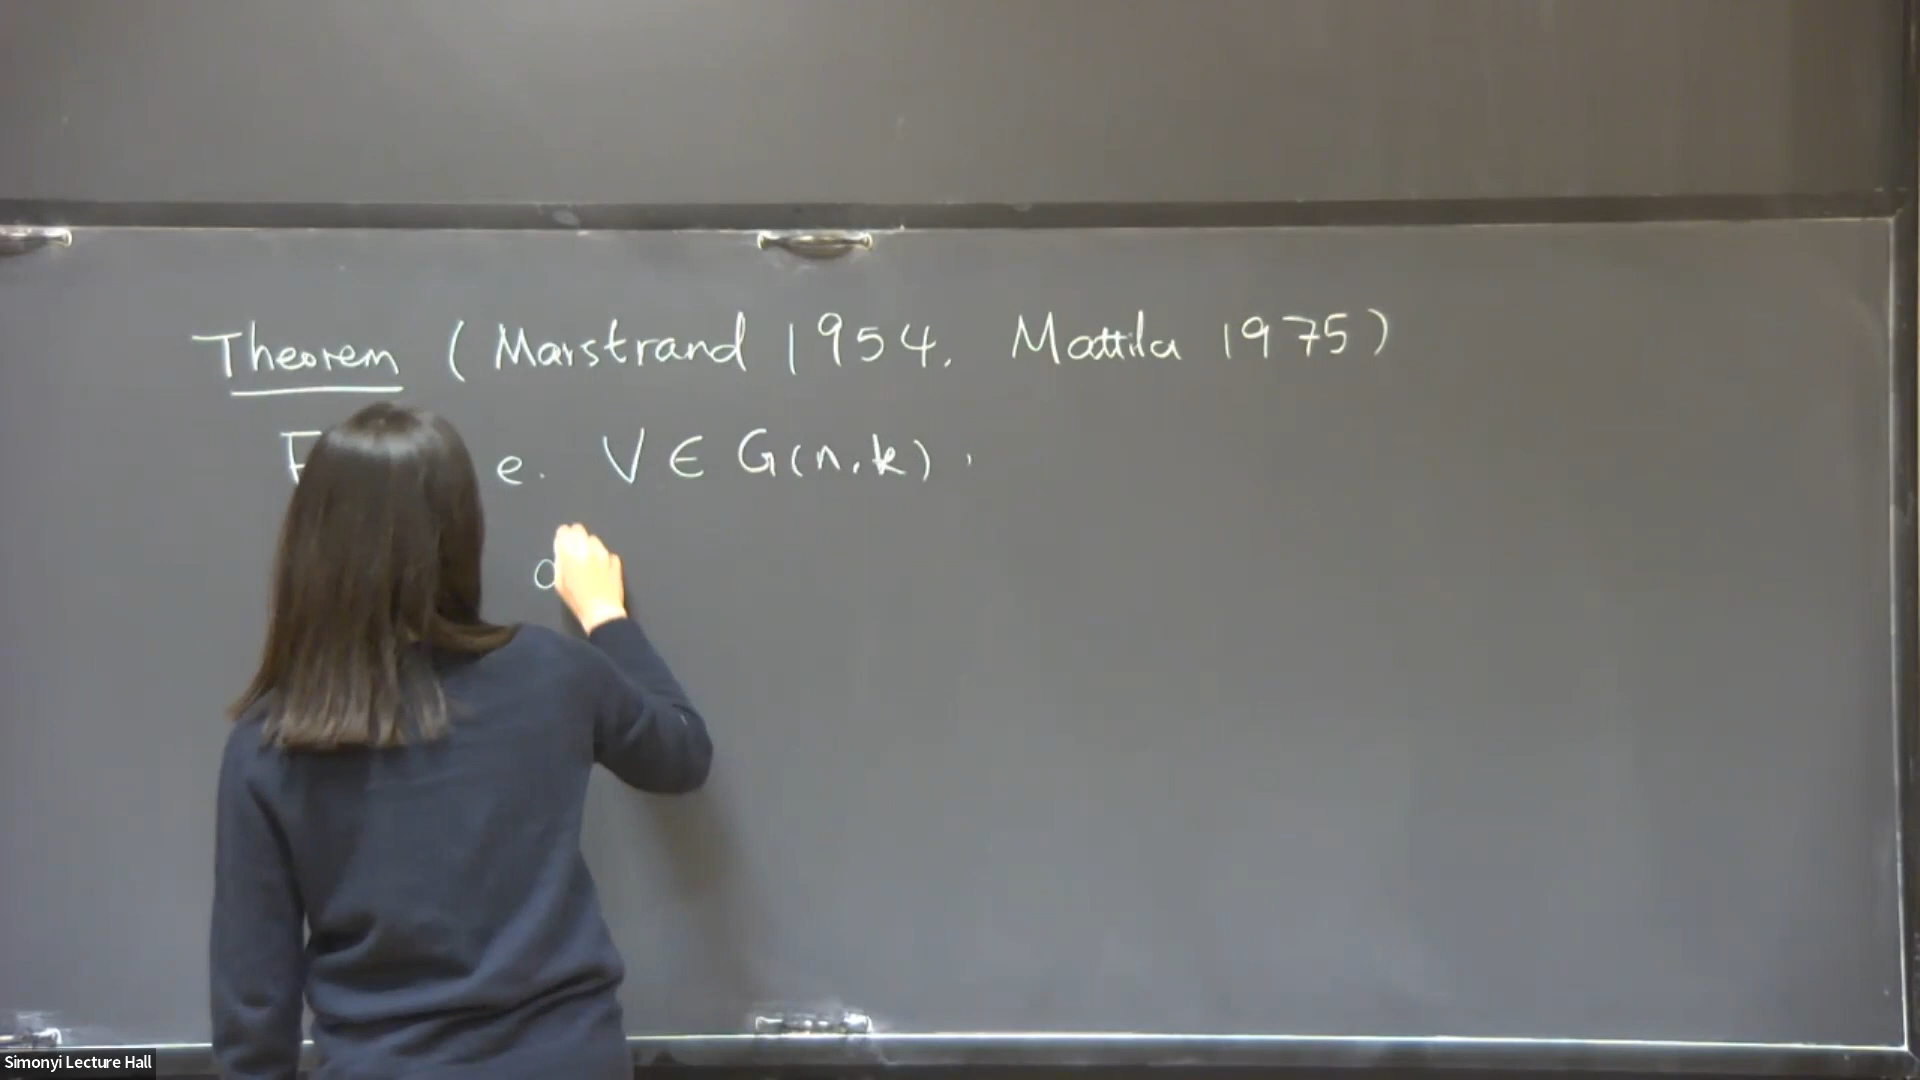 Theorem (Marstrand 1954, Mattila 1975)
e. V ∈ G(n,k),
Simonyi Lecture Hall